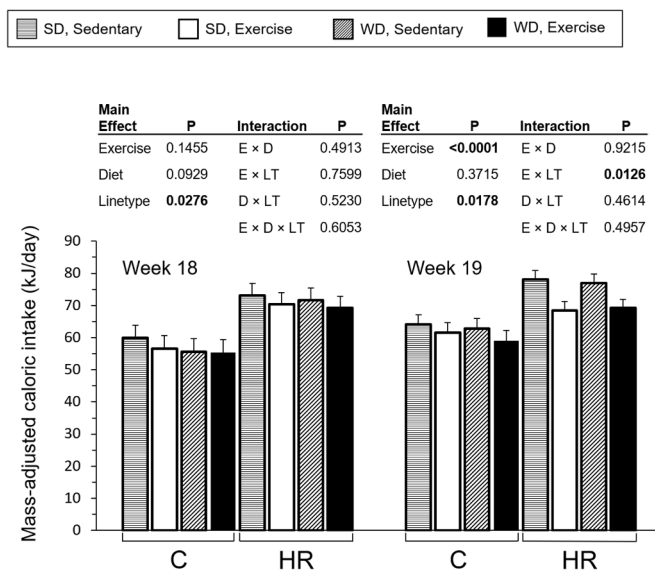 SD, Sedentary SD, Exercise WD, Sedentary WD, Exercise
Main Effect P Interaction P
Exercise 0.1455 E × D 0.4913
Diet 0.0929 E × LT 0.7599
Linetype 0.0276 D × LT 0.5230
E × D × LT 0.6053
Main Effect P Interaction P
Exercise <0.0001 E × D 0.9215
Diet 0.3715 E × LT 0.0126
Linetype 0.0178 D × LT 0.4614
E × D × LT 0.4957
Mass-adjusted caloric intake (kJ/day)
90
80
70
60
50
40
30
20
10
0
Week 18
Week 19
C HR C HR